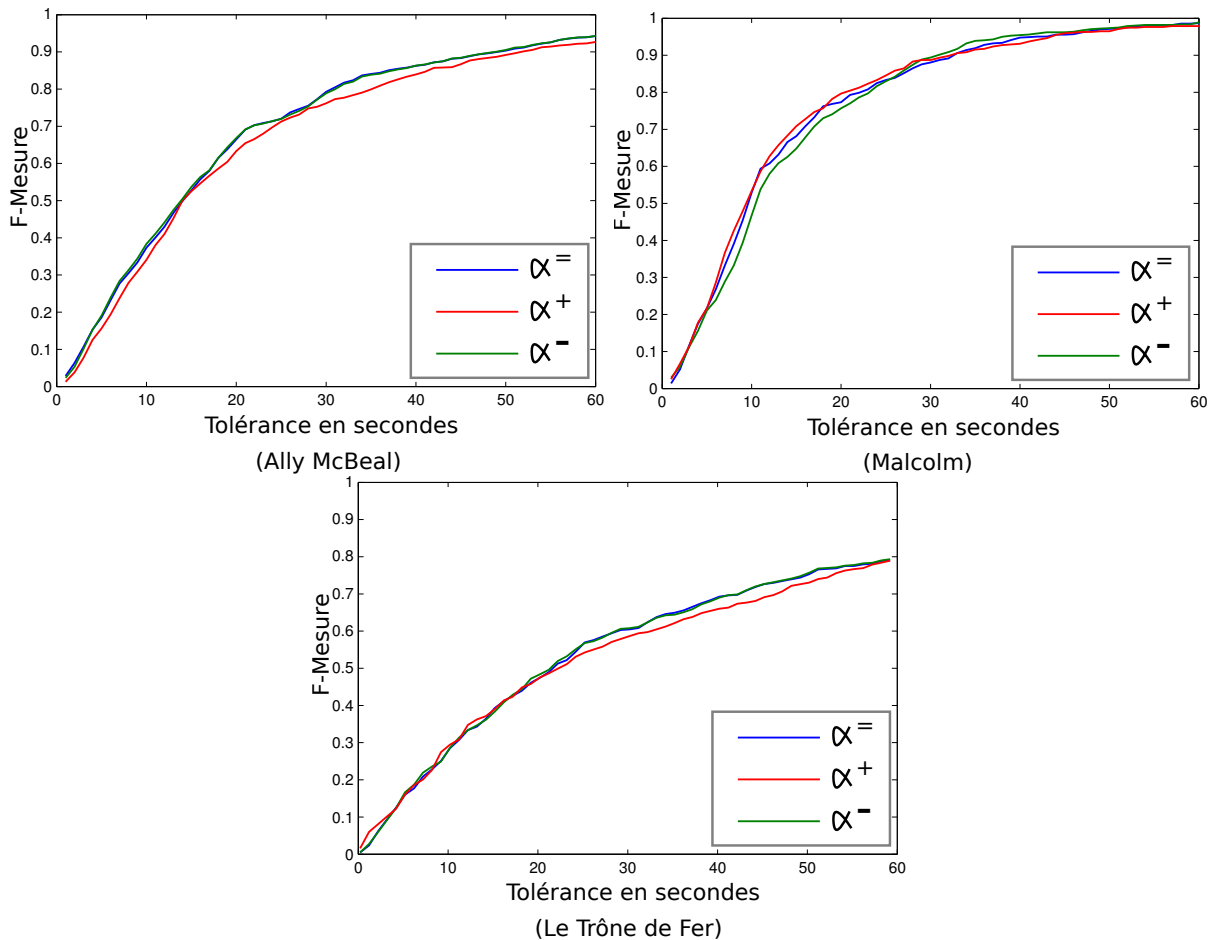 1
0.9
0.8
0.7
0.6
0.5
0.4
0.3
0.2
0.1
0
F-Mesure
α=
α+
α-
0 10 20 30 40 50 60
Tolérance en secondes
(Ally McBeal)
1
0.9
0.8
0.7
0.6
0.5
0.4
0.3
0.2
0.1
0
F-Mesure
α=
α+
α-
0 10 20 30 40 50 60
Tolérance en secondes
(Malcolm)
1
0.9
0.8
0.7
0.6
0.5
0.4
0.3
0.2
0.1
0
F-Mesure
α=
α+
α-
0 10 20 30 40 50 60
Tolérance en secondes
(Le Trône de Fer)